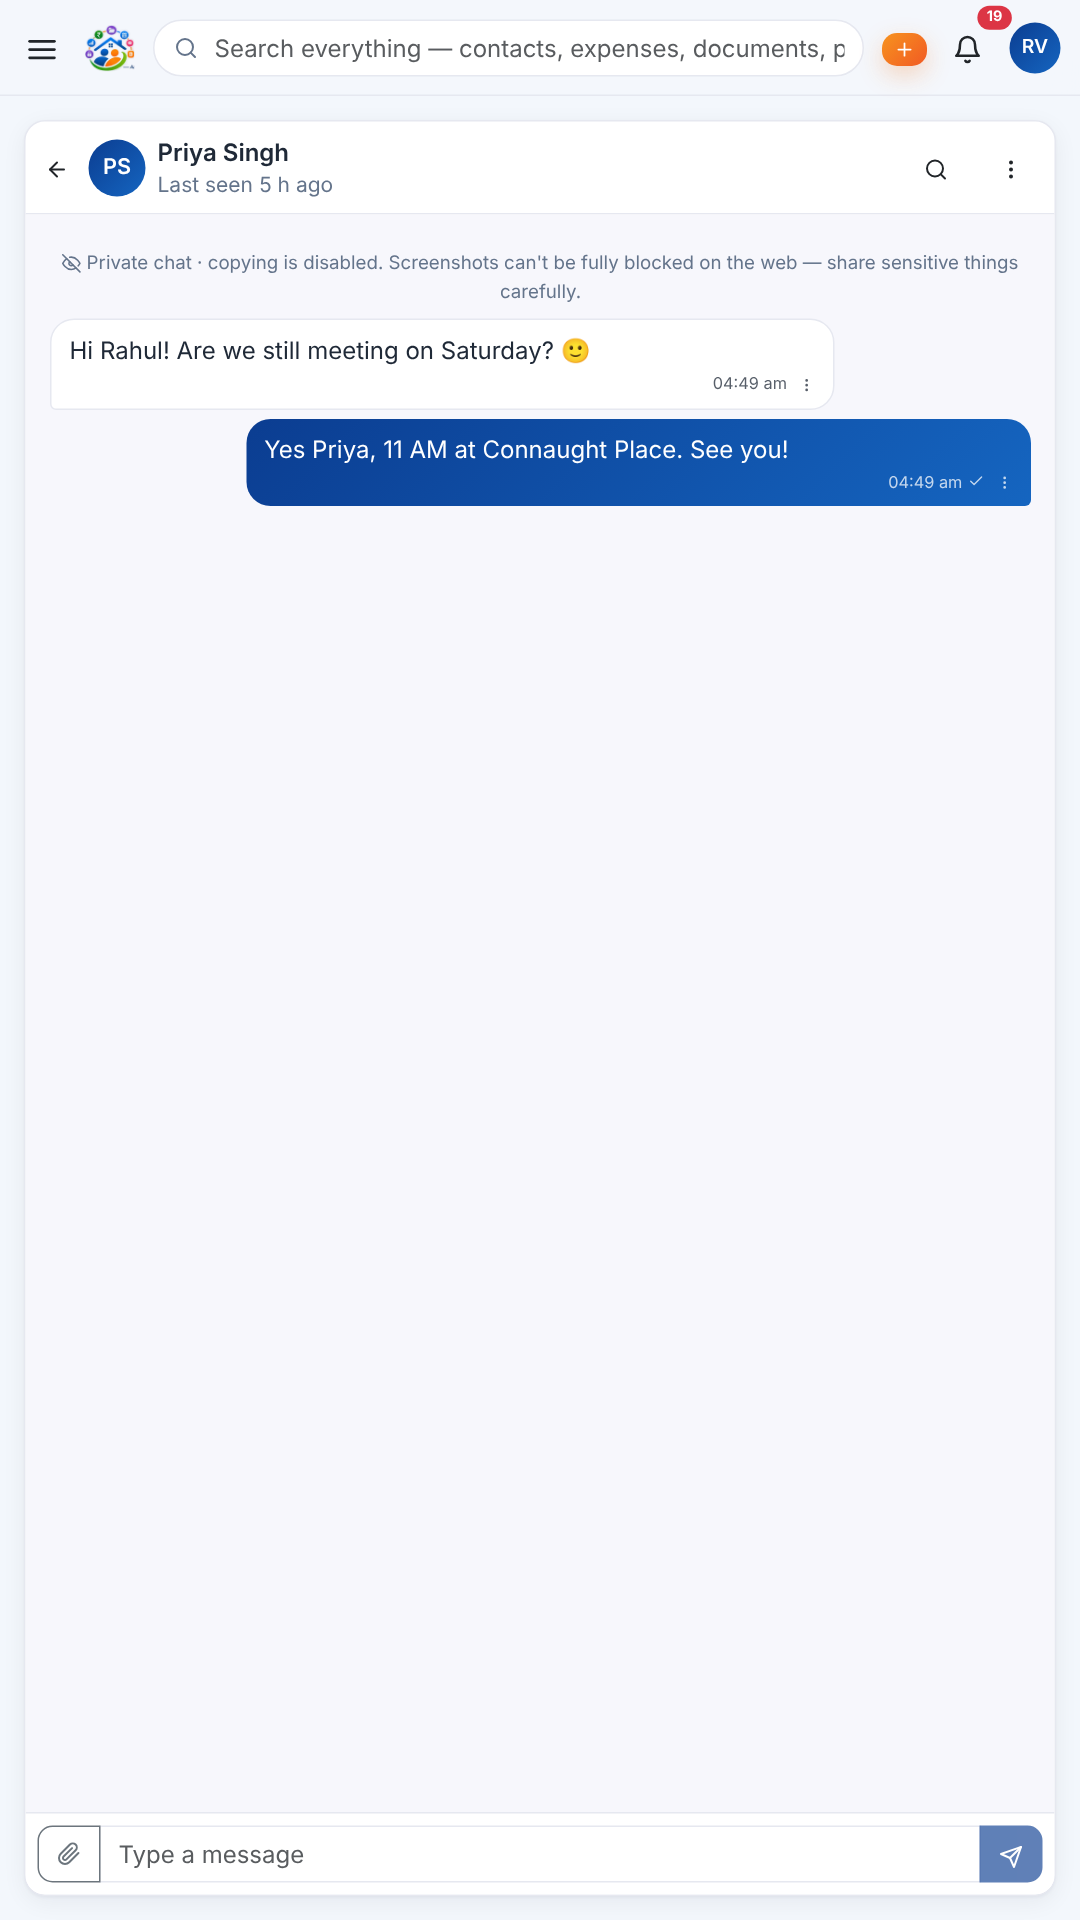 Search everything — contacts, expenses, documents, p
19
RV
PS
Priya Singh
Last seen 5 h ago
Private chat · copying is disabled. Screenshots can't be fully blocked on the web — share sensitive things
carefully.
Hi Rahul! Are we still meeting on Saturday? 🙂
04:49 am
Yes Priya, 11 AM at Connaught Place. See you!
04:49 am
Type a message